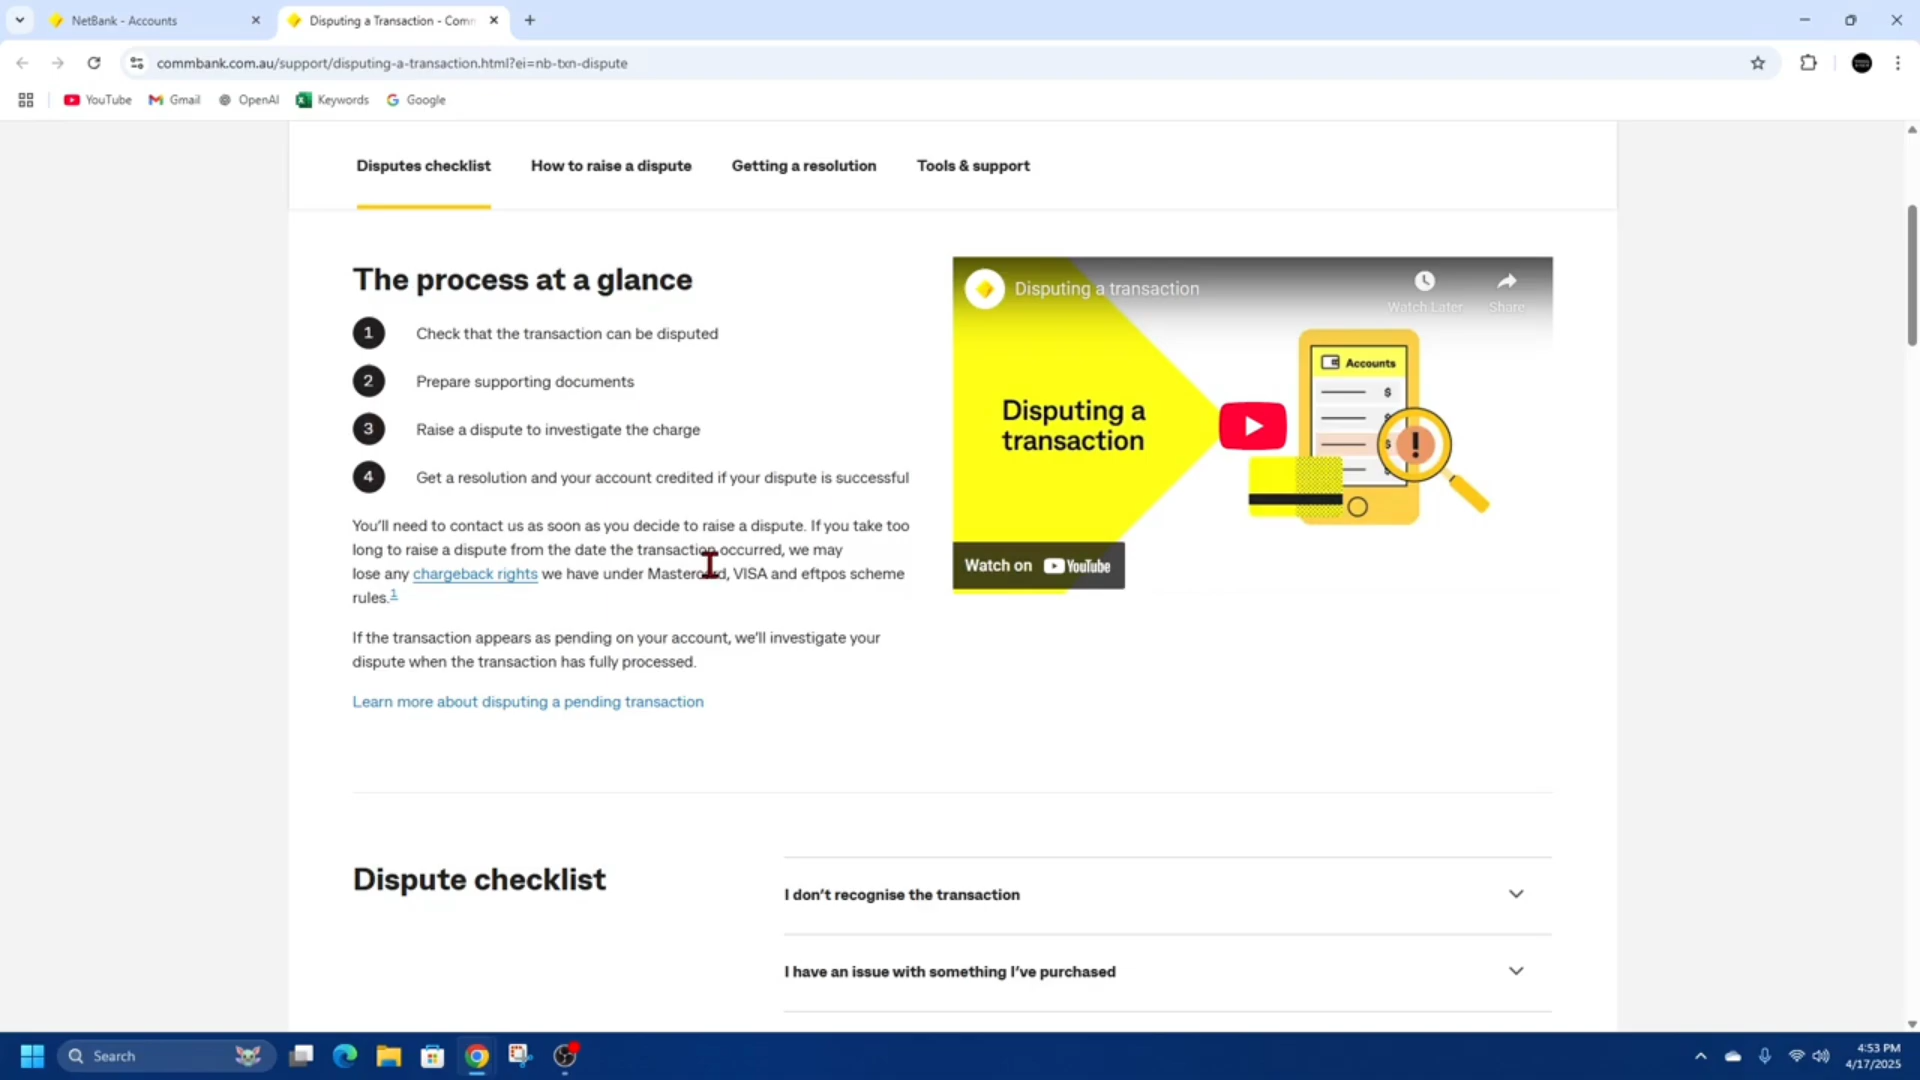 NetBank - Accounts
Disputing a Transaction - Comm
commbank.com.au/support/disputing-a-transaction.html?ei=nb-txn-dispute
YouTube
Gmail
OpenAI
Keywords
Google
Disputes checklist
How to raise a dispute
Getting a resolution
Tools & support
The process at a glance
1 Check that the transaction can be disputed
2 Prepare supporting documents
3 Raise a dispute to investigate the charge
4 Get a resolution and your account credited if your dispute is successful
You'll need to contact us as soon as you decide to raise a dispute. If you take too
long to raise a dispute from the date the transaction occurred, we may
lose any chargeback rights we have under Mastercard, VISA and eftpos scheme
rules.1
If the transaction appears as pending on your account, we'll investigate your
dispute when the transaction has fully processed.
Learn more about disputing a pending transaction
Disputing a transaction
Watch Later
Share
Accounts
$
$
$
$
!
Disputing a
transaction
Watch on YouTube
Dispute checklist
I don't recognise the transaction
I have an issue with something I've purchased
Search
4:53 PM
4/17/2025